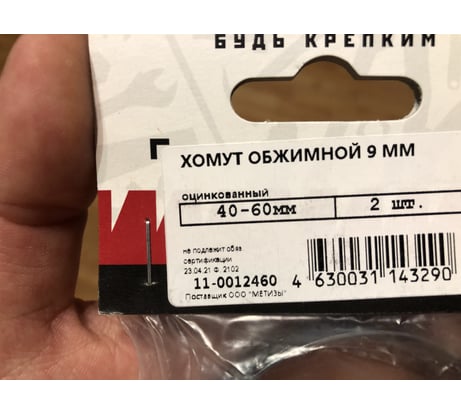 БУДЬ КРЕПКИМ
ХОМУТ ОБЖИМНОЙ 9 ММ
оцинкованный
40-60мм 2 шт.
не подлежит обяз.
сертификации
23.04.21 Ф. 2102
11-0012460
Поставщик ООО "МЕТИЗЫ"
4 630031 143290